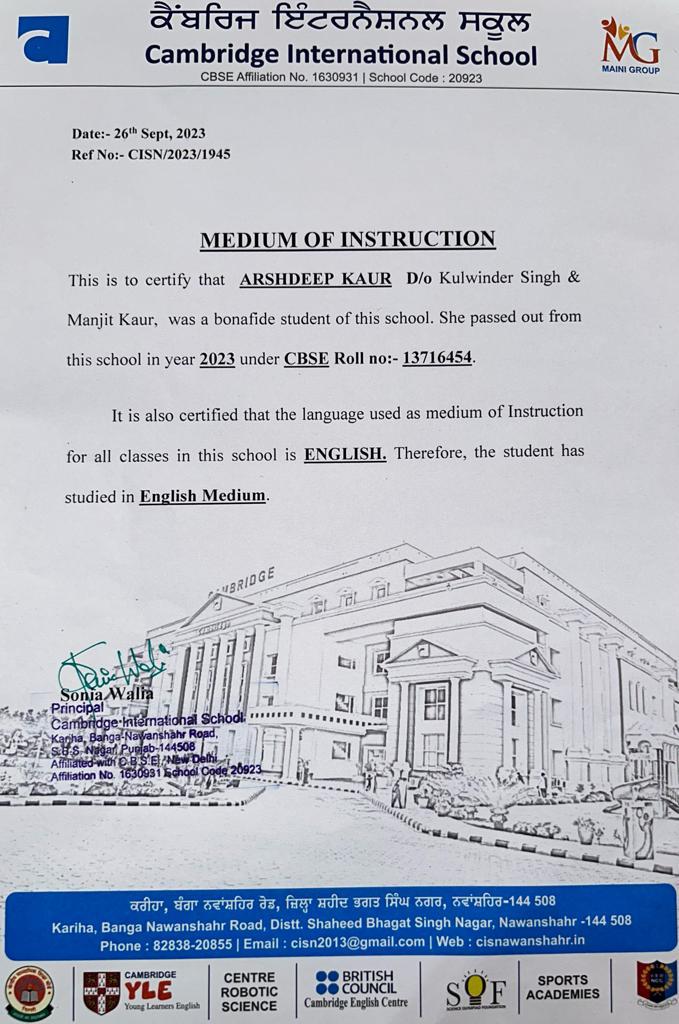 ਕੈਂਬਰਿਜ ਇੰਟਰਨੈਸ਼ਨਲ ਸਕੂਲ
Cambridge International School
CBSE Affiliation No. 1630931 | School Code : 20923
MG
MAINI GROUP
Date:- 26th Sept, 2023
Ref No:- CISN/2023/1945
MEDIUM OF INSTRUCTION
This is to certify that ARSHDEEP KAUR D/o Kulwinder Singh &
Manjit Kaur, was a bonafide student of this school. She passed out from
this school in year 2023 under CBSE Roll no:- 13716454.
It is also certified that the language used as medium of Instruction
for all classes in this school is ENGLISH. Therefore, the student has
studied in English Medium.
CAMBRIDGE
Sonia Walia
Sonia Walia
Principal
Cambridge International School
Kariha, Banga-Nawanshahr Road,
S.B.S. Nagar Punjab-144508
Affiliated with C.B.S.E. New Delhi
Affiliation No. 1630931 School Code 20923
ਕਰੀਹਾ, ਬੰਗਾ ਨਵਾਂਸ਼ਹਿਰ ਰੋਡ, ਜ਼ਿਲ੍ਹਾ ਸ਼ਹੀਦ ਭਗਤ ਸਿੰਘ ਨਗਰ, ਨਵਾਂਸ਼ਹਿਰ-144 508
Kariha, Banga Nawanshahr Road, Distt. Shaheed Bhagat Singh Nagar, Nawanshahr -144 508
Phone : 82838-20855 | Email : cisn2013@gmail.com | Web : cisnawanshahr.in
CAMBRIDGE
YLE
Young Learners English
CENTRE
ROBOTIC
SCIENCE
BRITISH
COUNCIL
Cambridge English Centre
SOF
SCIENCE OLYMPIAD FOUNDATION
SPORTS
ACADEMIES